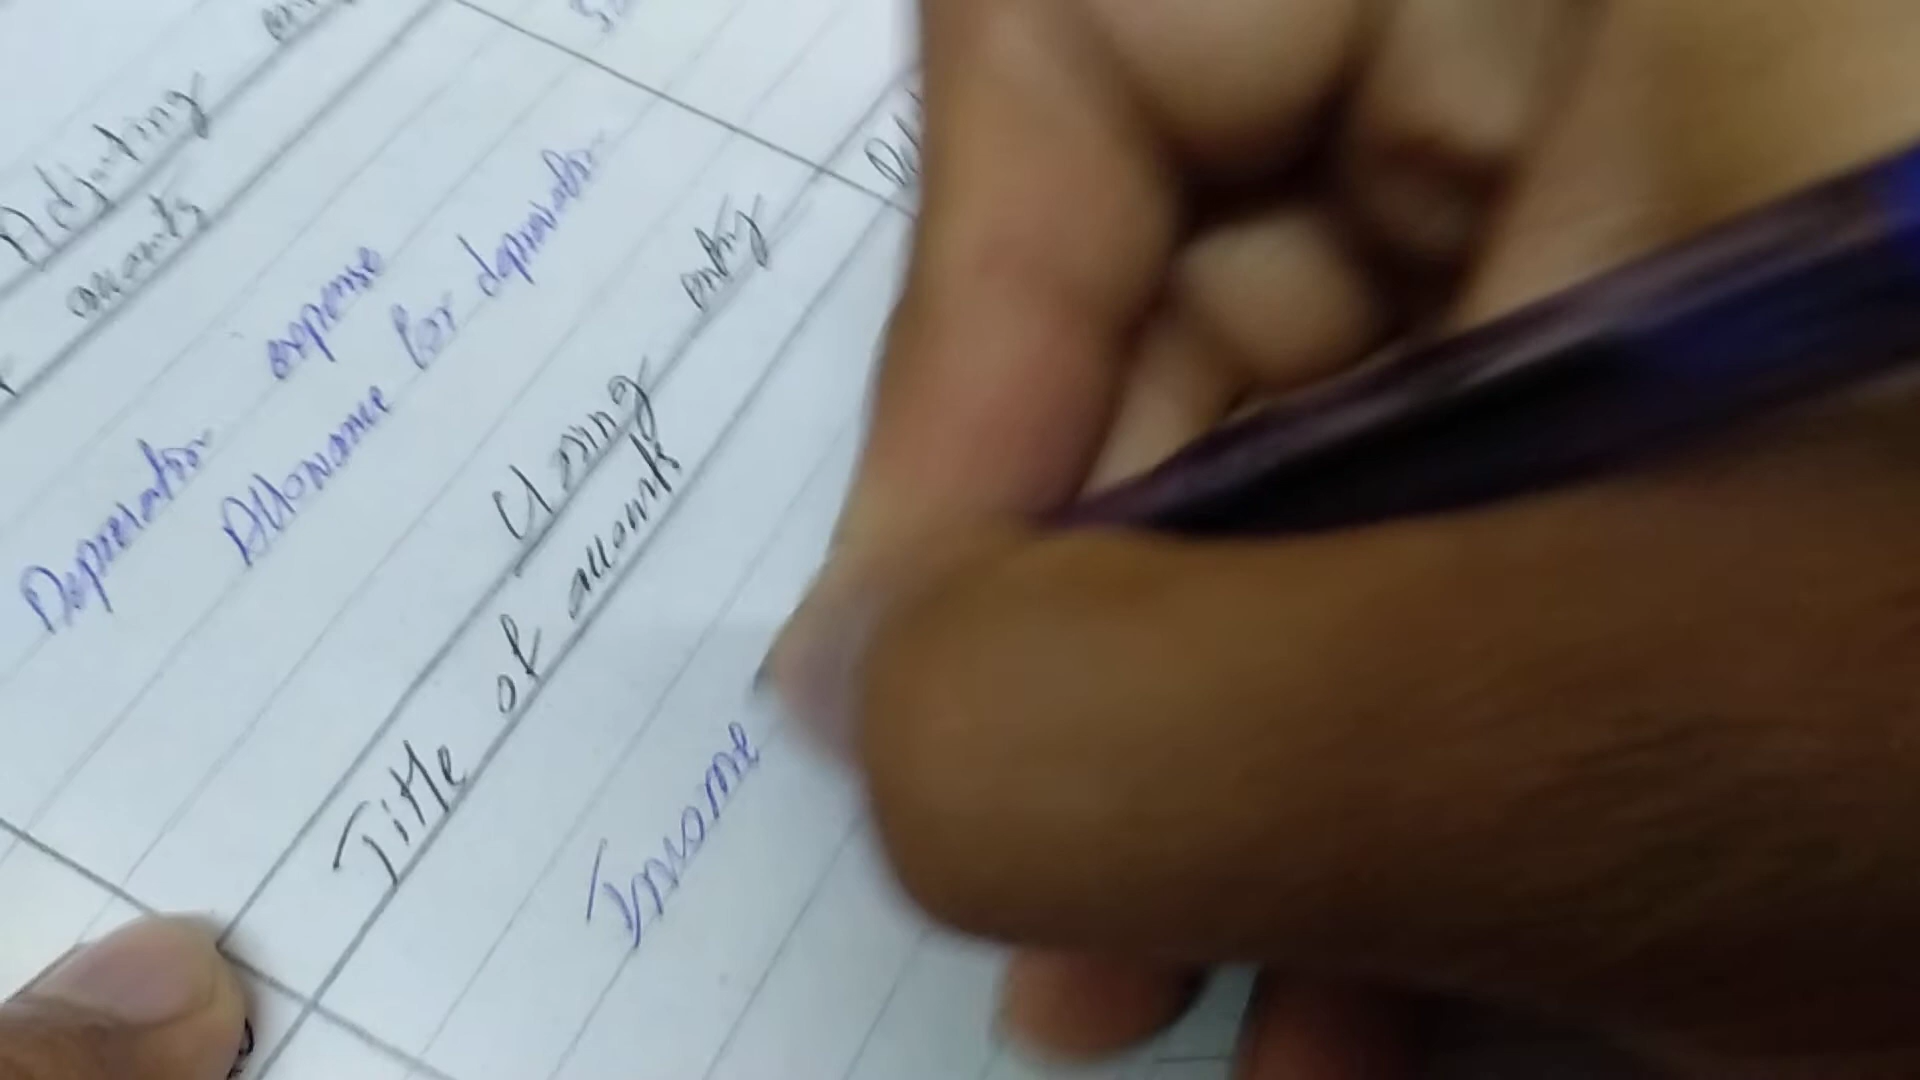 Adjusting
accounts
Depreciation expense
Allowance for depreciation
Closing entry
Title of accounts
Income